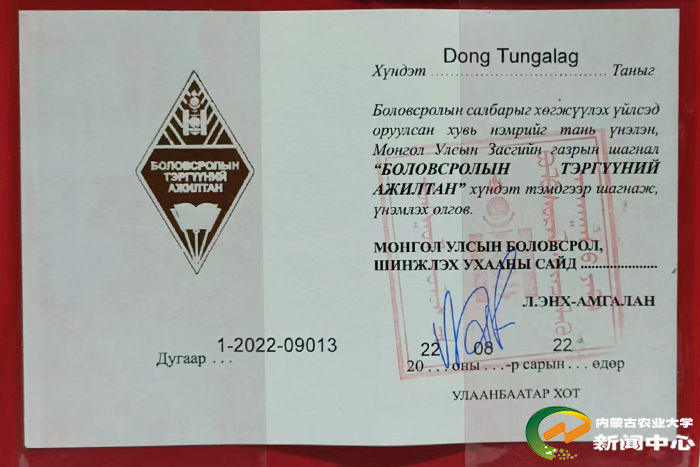 БОЛОВСРОЛЫН
ТЭРГҮҮНИЙ
АЖИЛТАН
Дугаар . . . 1-2022-09013
Dong Tungalag
Хүндэт ........................................ Таныг
Боловсролын салбарыг хөгжүүлэх үйлсэд
оруулсан хувь нэмрийг тань үнэлэн,
Монгол Улсын Засгийн газрын шагнал
“БОЛОВСРОЛЫН ТЭРГҮҮНИЙ
АЖИЛТАН” хүндэт тэмдгээр шагнаж,
үнэмлэх олгов.
МОНГОЛ УЛСЫН БОЛОВСРОЛ,
ШИНЖЛЭХ УХААНЫ САЙД ......................
Л.ЭНХ-АМГАЛАН
22 08 22
20 . . . оны . . .-р сарын . . . өдөр
УЛААНБААТАР ХОТ
内蒙古农业大学
新闻中心